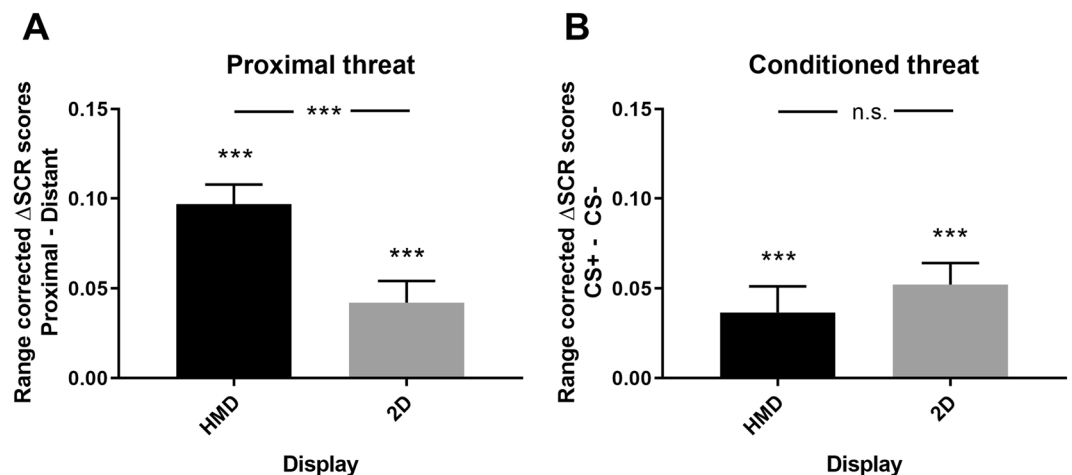 A
Proximal threat
Range corrected ΔSCR scores
Proximal - Distant
0.15
0.10
0.05
0.00
***
***
***
HMD
2D
Display
B
Conditioned threat
Range corrected ΔSCR scores
CS+ - CS-
0.15
0.10
0.05
0.00
n.s.
***
***
HMD
2D
Display